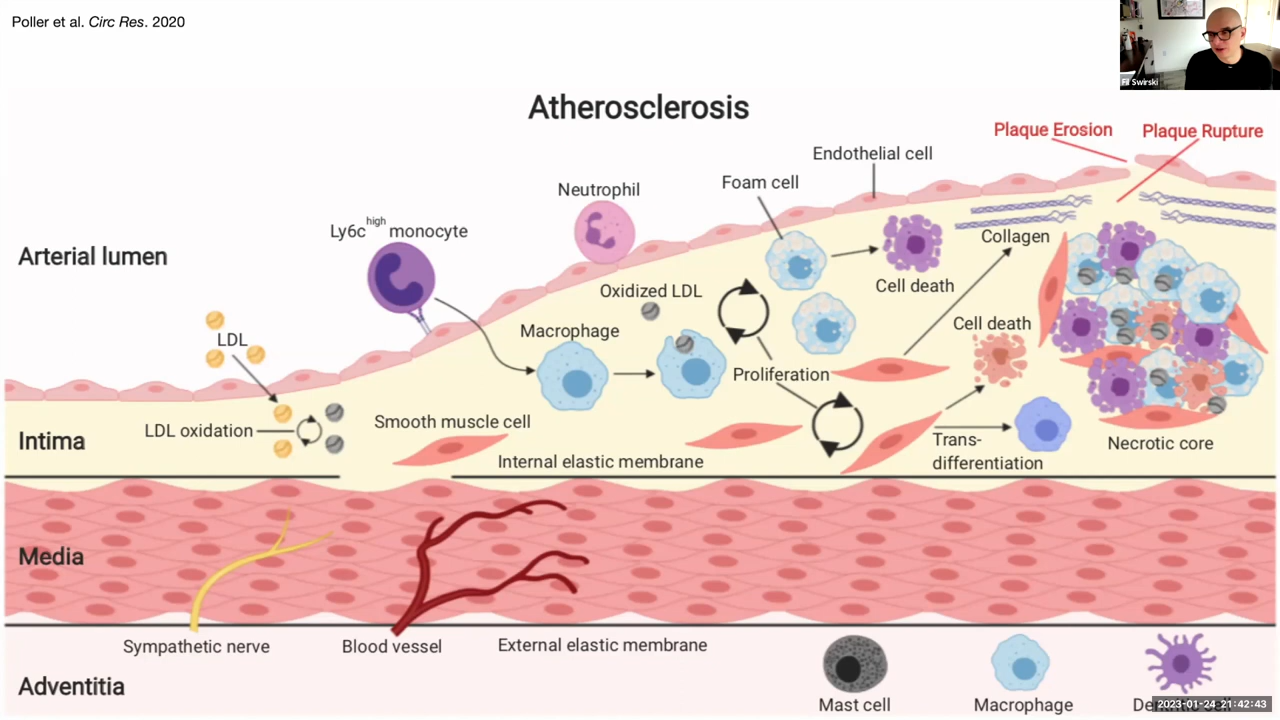 Poller et al. Circ Res. 2020
Fil Swirski
Atherosclerosis
Plaque Erosion
Plaque Rupture
Endothelial cell
Foam cell
Neutrophil
Ly6c^high monocyte
Arterial lumen
Collagen
Cell death
Oxidized LDL
Cell death
Macrophage
LDL
Proliferation
Smooth muscle cell
LDL oxidation
Intima
Trans-
differentiation
Necrotic core
Internal elastic membrane
Media
Sympathetic nerve
Blood vessel
External elastic membrane
Adventitia
Mast cell
Macrophage
2023-01-24 21:42:43